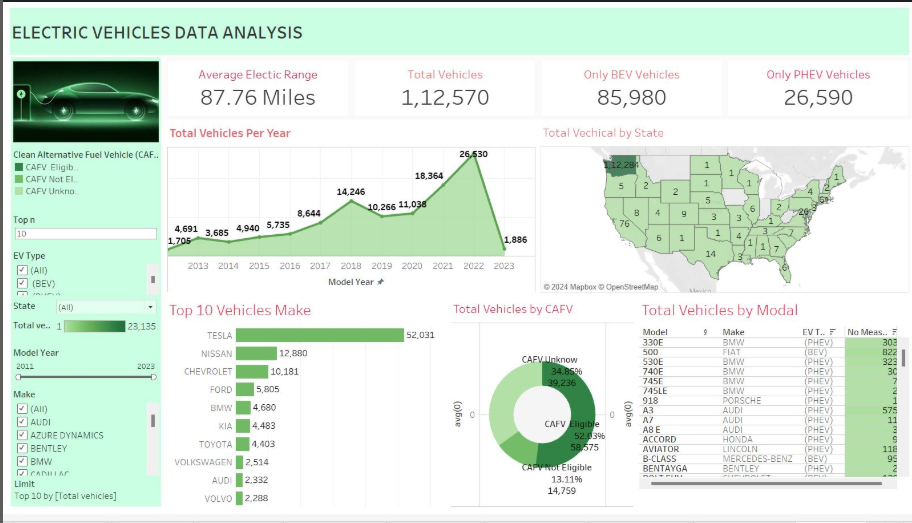 ELECTRIC VEHICLES DATA ANALYSIS
Average Electic Range
87.76 Miles
Total Vehicles
1,12,570
Only BEV Vehicles
85,980
Only PHEV Vehicles
26,590
Clean Alternative Fuel Vehicle (CAF..
CAFV Eligib..
CAFV Not El..
CAFV Unkno..
Top n
10
EV Type
(All)
(BEV)
State
(All)
Total ve..
1
23,135
Model Year
2011
2023
Make
(All)
AUDI
AZURE DYNAMICS
BENTLEY
BMW
CADILLAC
Limit
Top 10 by [Total vehicles]
Total Vehicles Per Year
1,705
4,691
3,685
4,940
5,735
8,644
14,246
10,266
11,038
18,364
26,530
1,886
2013 2014 2015 2016 2017 2018 2019 2020 2021 2022 2023
Model Year
Total Vechical by State
1,12,284
5 2 2 1 1 1 5
76 8 4 9 3 3 6 2
6 1 4 3 7
14 3 1 1 7
6
4 1
26
© 2024 Mapbox © OpenStreetMap
Mexico
Top 10 Vehicles Make
TESLA 52,031
NISSAN 12,880
CHEVROLET 10,181
FORD 5,805
BMW 4,680
KIA 4,483
TOYOTA 4,403
VOLKSWAGEN 2,514
AUDI 2,332
VOLVO 2,288
Total Vehicles by CAFV
CAFV Unknow
34.85%
39,236
CAFV Eligible
52.03%
58,575
CAFV Not Eligible
13.11%
14,759
avg(0)
0
0
avg(0)
Total Vehicles by Modal
Model Make EV T.. No Meas..
330E BMW (PHEV) 303
500 FIAT (BEV) 822
530E BMW (PHEV) 323
740E BMW (PHEV) 30
745E BMW (PHEV) 7
745LE BMW (PHEV) 2
918 PORSCHE (PHEV) 1
A3 AUDI (PHEV) 575
A7 AUDI (PHEV) 11
A8 E AUDI (PHEV) 3
ACCORD HONDA (PHEV) 9
AVIATOR LINCOLN (PHEV) 118
B-CLASS MERCEDES-BENZ (BEV) 95
BENTAYGA BENTLEY (PHEV) 2